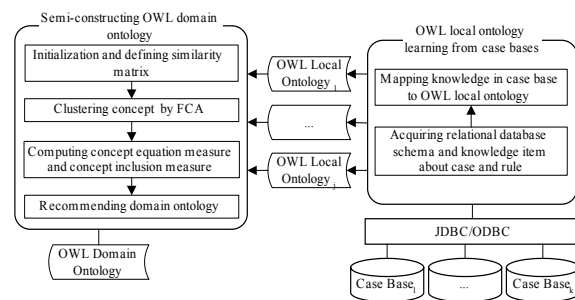 Semi-constructing OWL domain
ontology
Initialization and defining similarity
matrix
Clustering concept by FCA
Computing concept equation measure
and concept inclusion measure
Recommending domain ontology
OWL Domain
Ontology
OWL Local
Ontology i
...
OWL Local
Ontology j
OWL local ontology
learning from case bases
Mapping knowledge in case base
to OWL local ontology
Acquiring relational database
schema and knowledge item
about case and rule
JDBC/ODBC
Case Base i
...
Case Base k